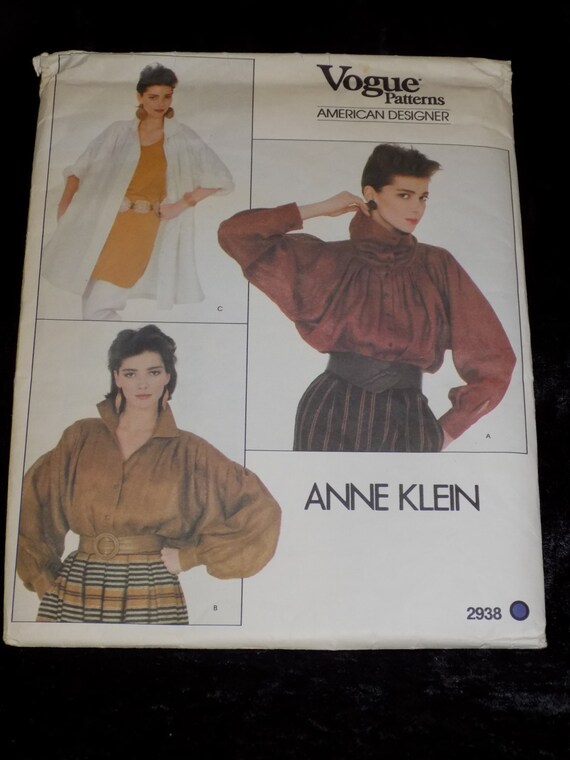 Vogue®
Patterns
AMERICAN DESIGNER
C
A
B
ANNE KLEIN
2938